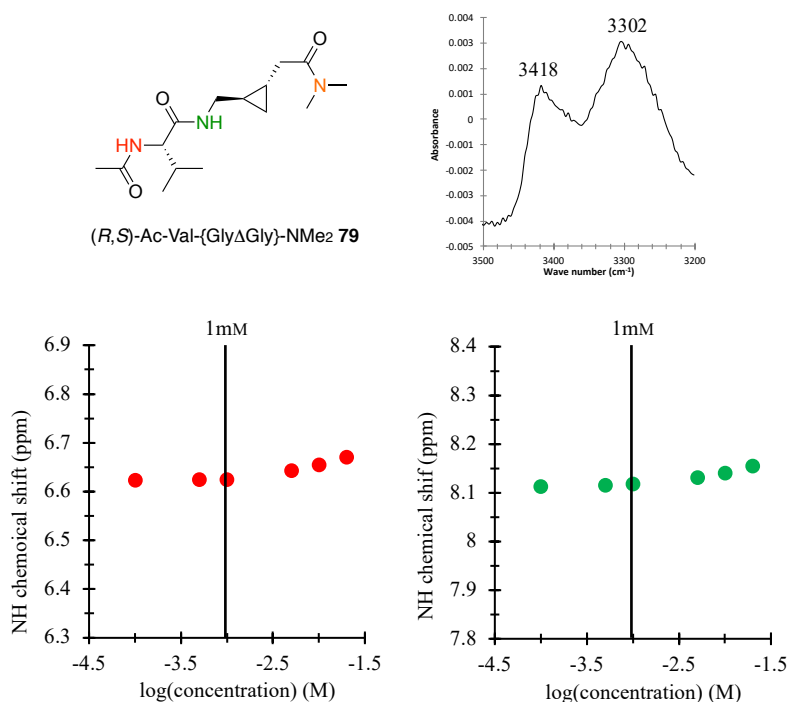 O
N
O
NH
HN
O
(R,S)-Ac-Val-{GlyΔGly}-NMe2 79
Absorbance
0.004
0.003
0.002
0.001
0
-0.001
-0.002
-0.003
-0.004
-0.005
3418
3302
3500 3400 3300 3200
Wave number (cm-1)
1mM
NH chemoical shift (ppm)
6.9
6.8
6.7
6.6
6.5
6.4
6.3
-4.5 -3.5 -2.5 -1.5
log(concentration) (M)
1mM
NH chemical shif (ppm)
8.4
8.3
8.2
8.1
8
7.9
7.8
-4.5 -3.5 -2.5 -1.5
log(concentration) (M)